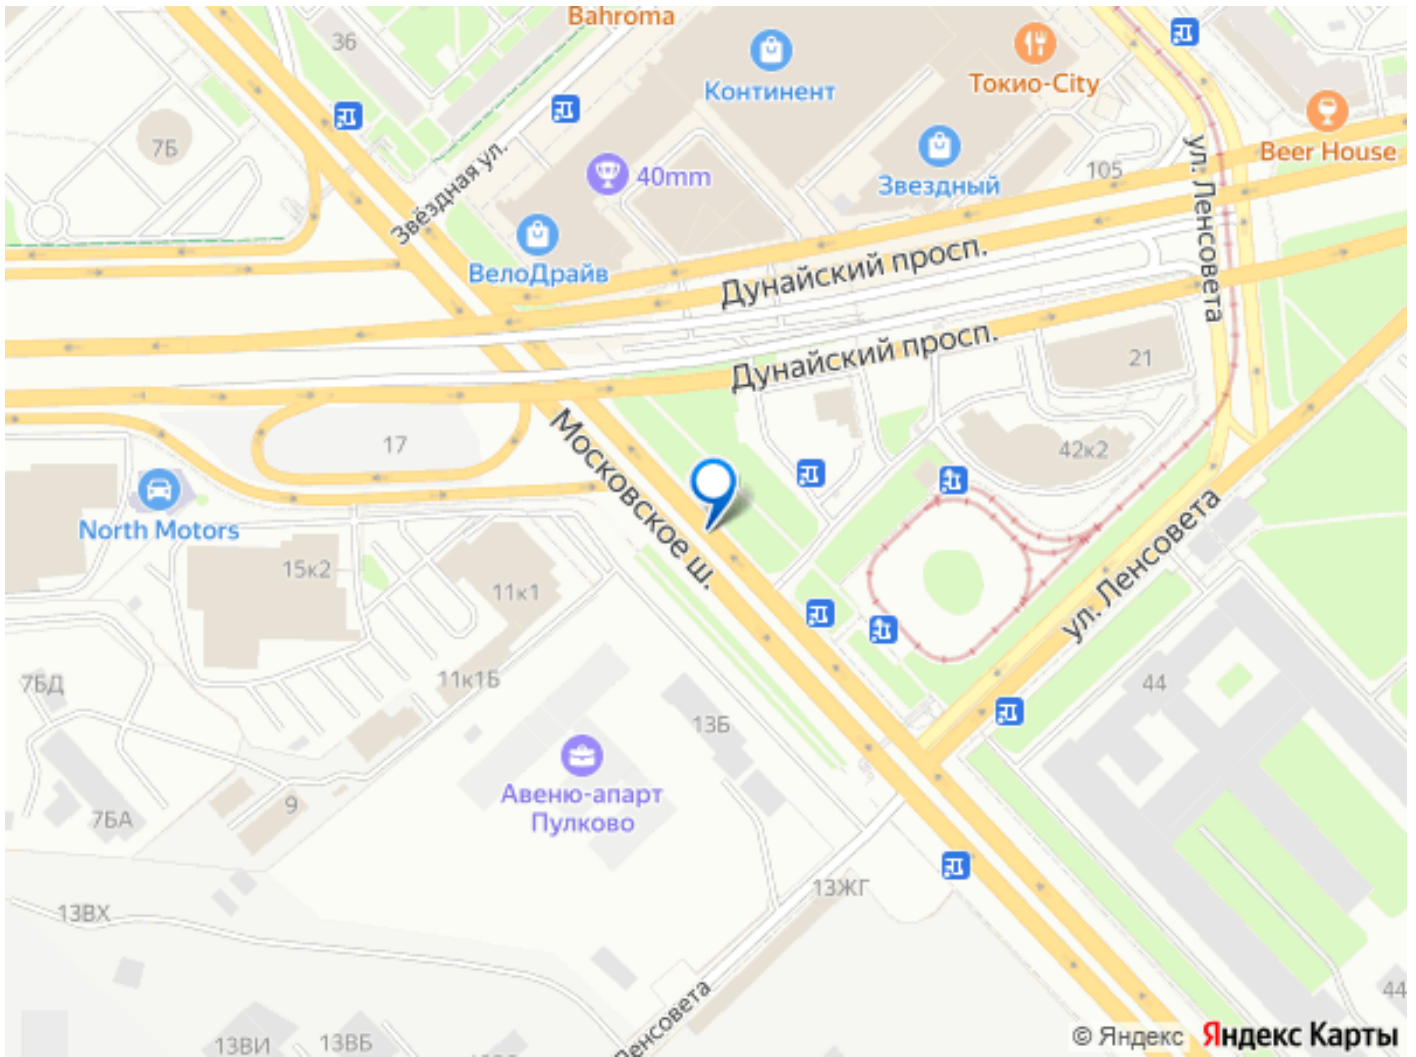 Bahroma
36
Континент
Токио-City
Beer House
7Б
Звёздная ул.
40mm
Звездный
105
ул. Ленсовета
ВелоДрайв
Дунайский просп.
Дунайский просп.
21
17
Московское ш.
42к2
North Motors
15к2
11к1
ул. Ленсовета
11к1Б
7БД
13Б
44
Авеню-апарт
Пулково
9
7БА
13ЖГ
13ВХ
44
Ленсовета
13ВИ
13ВБ
© Яндекс
Яндекс Карты